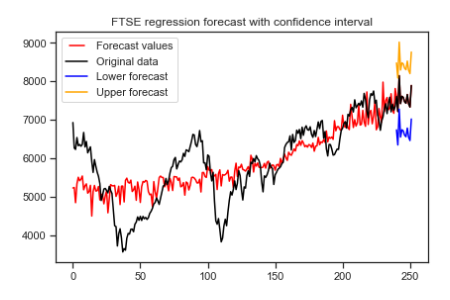 FTSE regression forecast with confidence interval
Forecast values
Original data
Lower forecast
Upper forecast
9000
8000
7000
6000
5000
4000
0 50 100 150 200 250